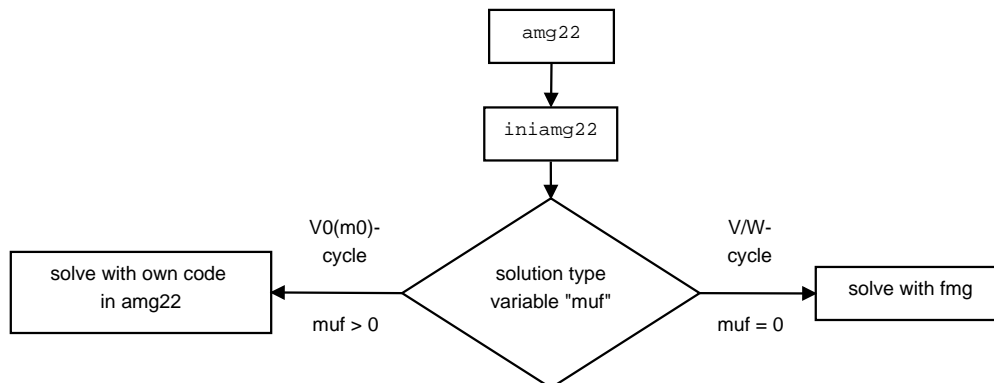 amg22
iniamg22
V0(m0)-
cycle
V/W-
cycle
solve with own code
in amg22
solution type
variable "muf"
solve with fmg
muf > 0
muf = 0